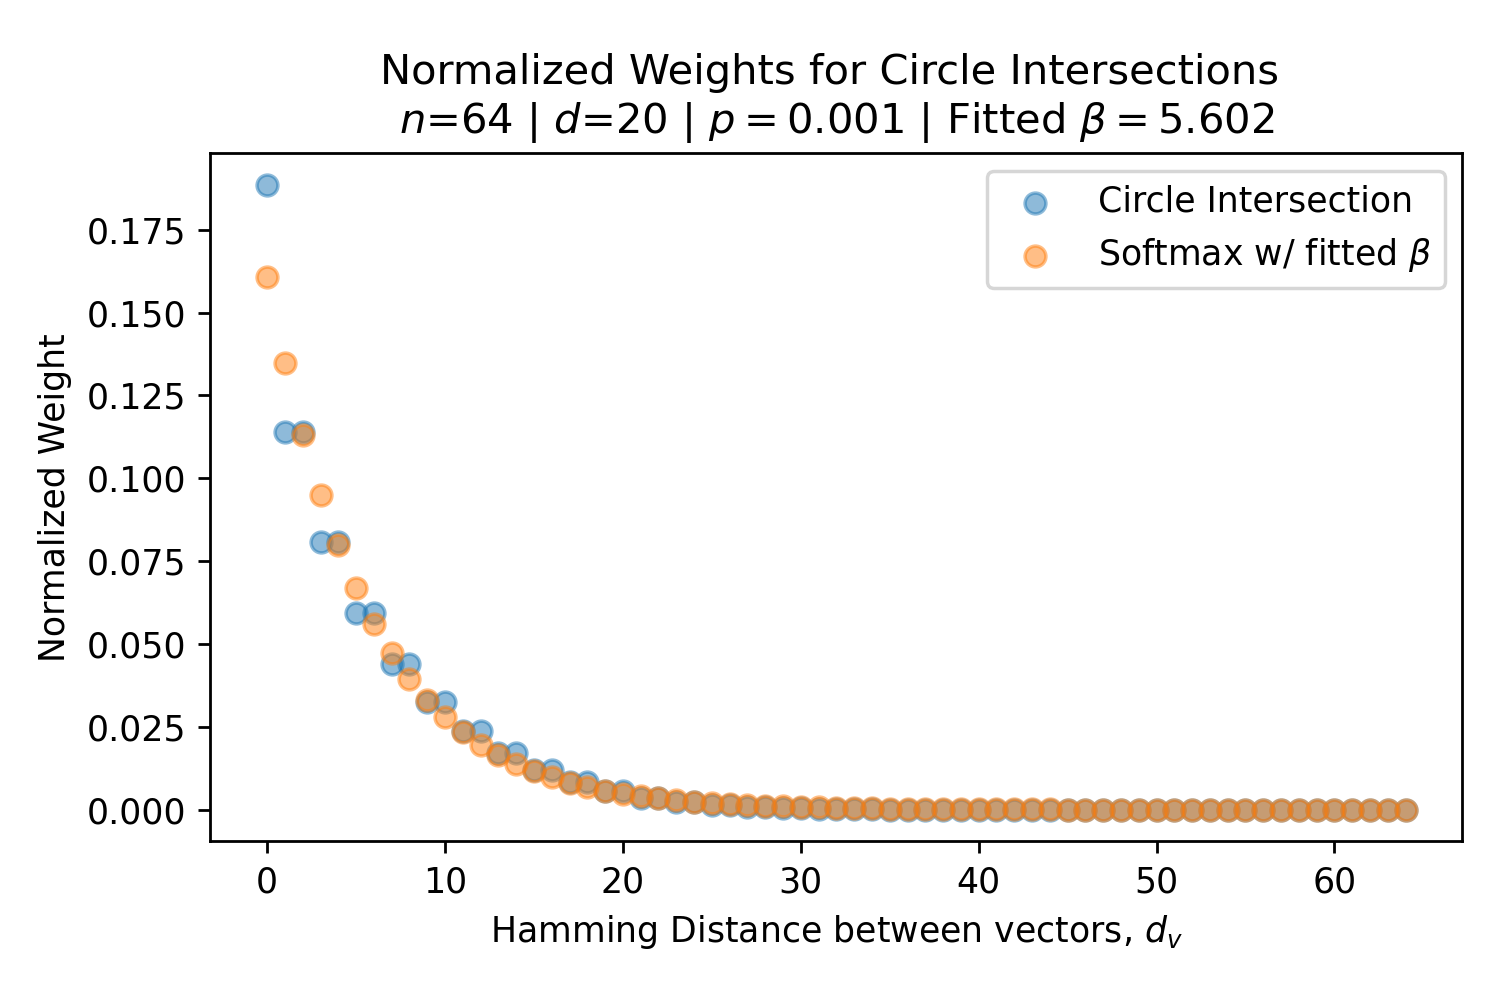 Normalized Weights for Circle Intersections
n=64 | d=20 | p = 0.001 | Fitted β = 5.602
Circle Intersection
Softmax w/ fitted β
Normalized Weight
0.175
0.150
0.125
0.100
0.075
0.050
0.025
0.000
0 10 20 30 40 50 60
Hamming Distance between vectors, d_v